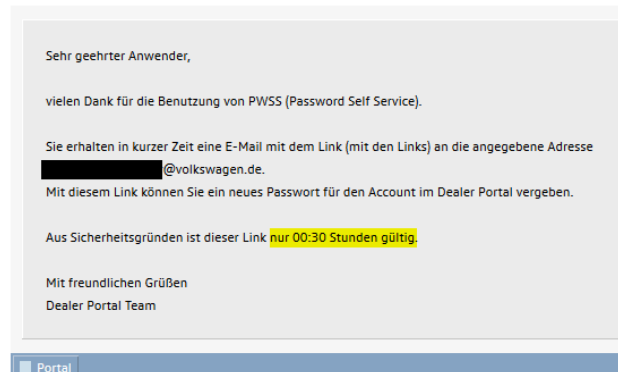 Sehr geehrter Anwender,
vielen Dank für die Benutzung von PWSS (Password Self Service).
Sie erhalten in kurzer Zeit eine E-Mail mit dem Link (mit den Links) an die angegebene Adresse
@volkswagen.de.
Mit diesem Link können Sie ein neues Passwort für den Account im Dealer Portal vergeben.
Aus Sicherheitsgründen ist dieser Link nur 00:30 Stunden gültig.
Mit freundlichen Grüßen
Dealer Portal Team
Portal